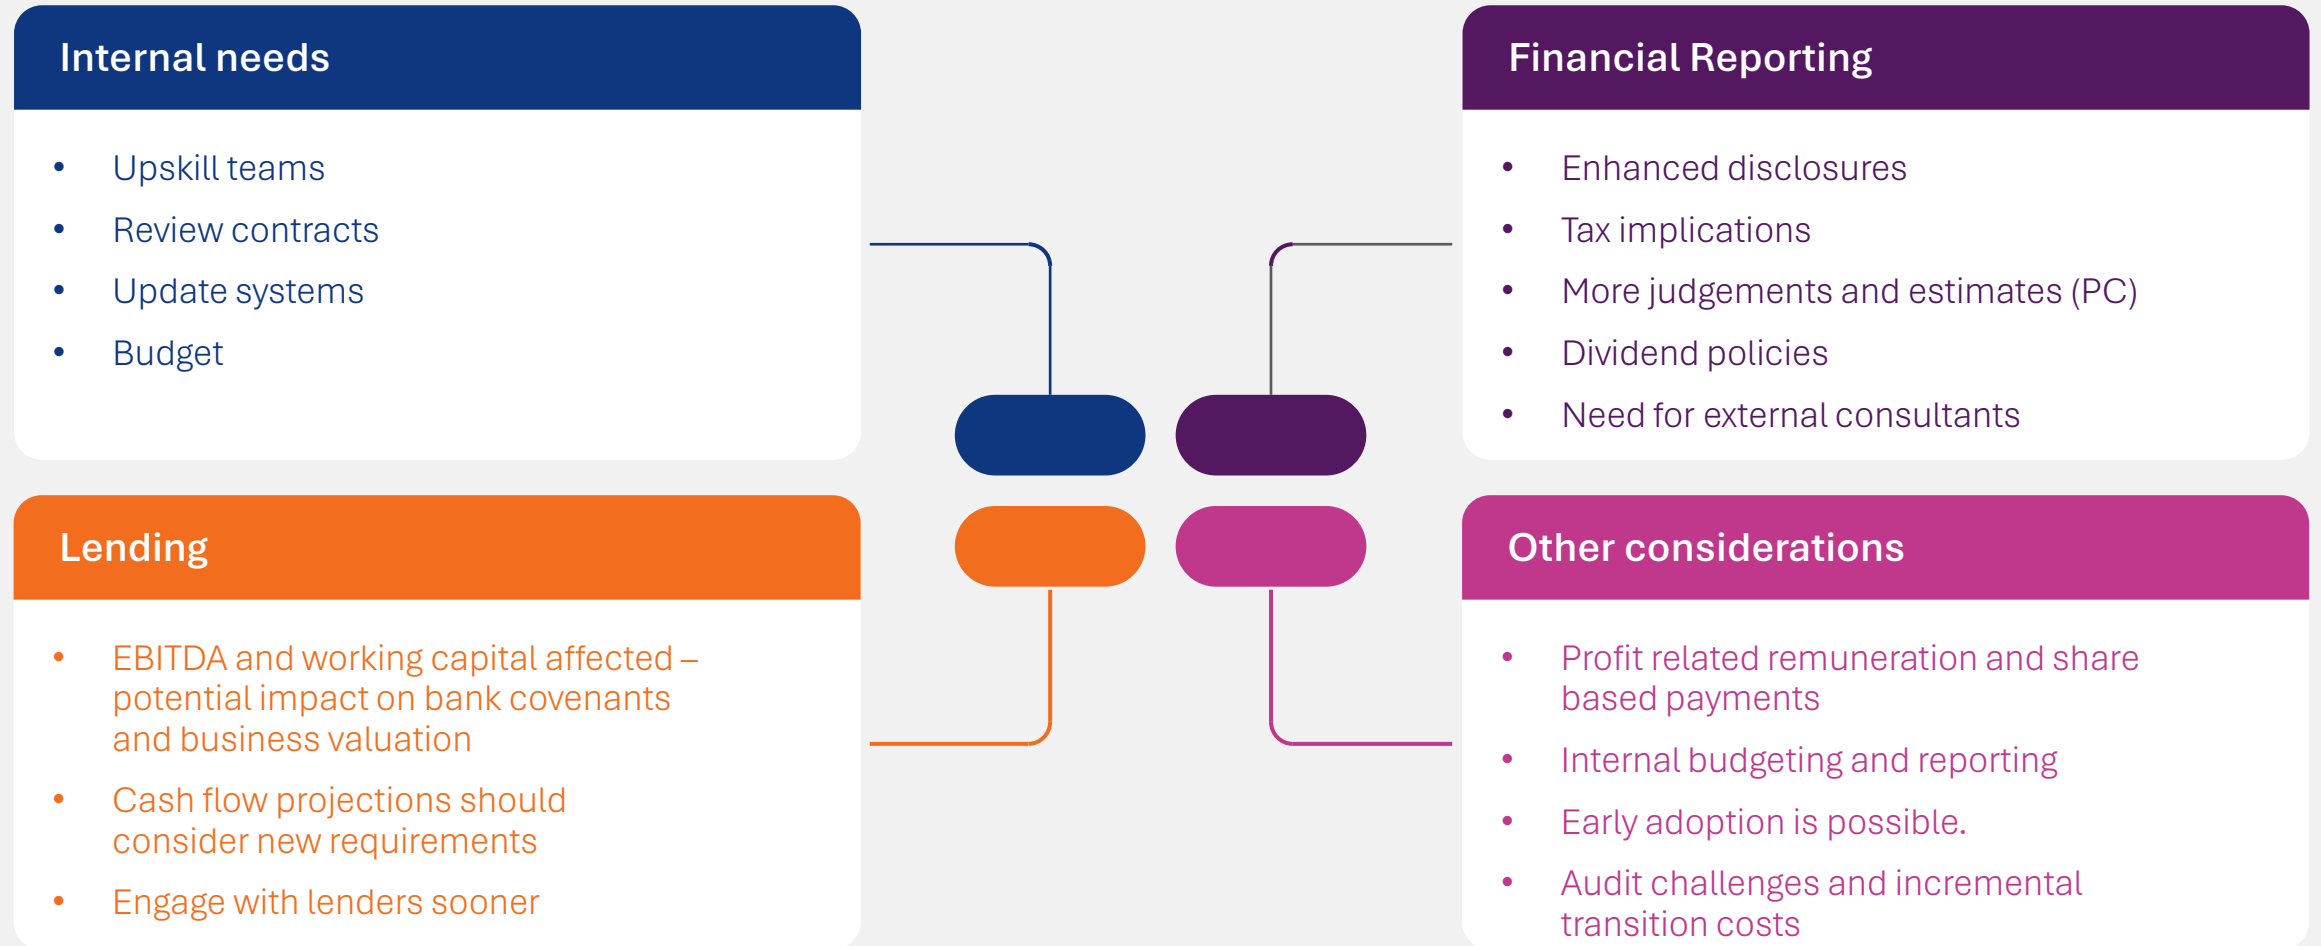 Internal needs
• Upskill teams
• Review contracts
• Update systems
• Budget
Financial Reporting
• Enhanced disclosures
• Tax implications
• More judgements and estimates (PC)
• Dividend policies
• Need for external consultants
Lending
• EBITDA and working capital affected –
potential impact on bank covenants
and business valuation
• Cash flow projections should
consider new requirements
• Engage with lenders sooner
Other considerations
• Profit related remuneration and share
based payments
• Internal budgeting and reporting
• Early adoption is possible.
• Audit challenges and incremental
transition costs